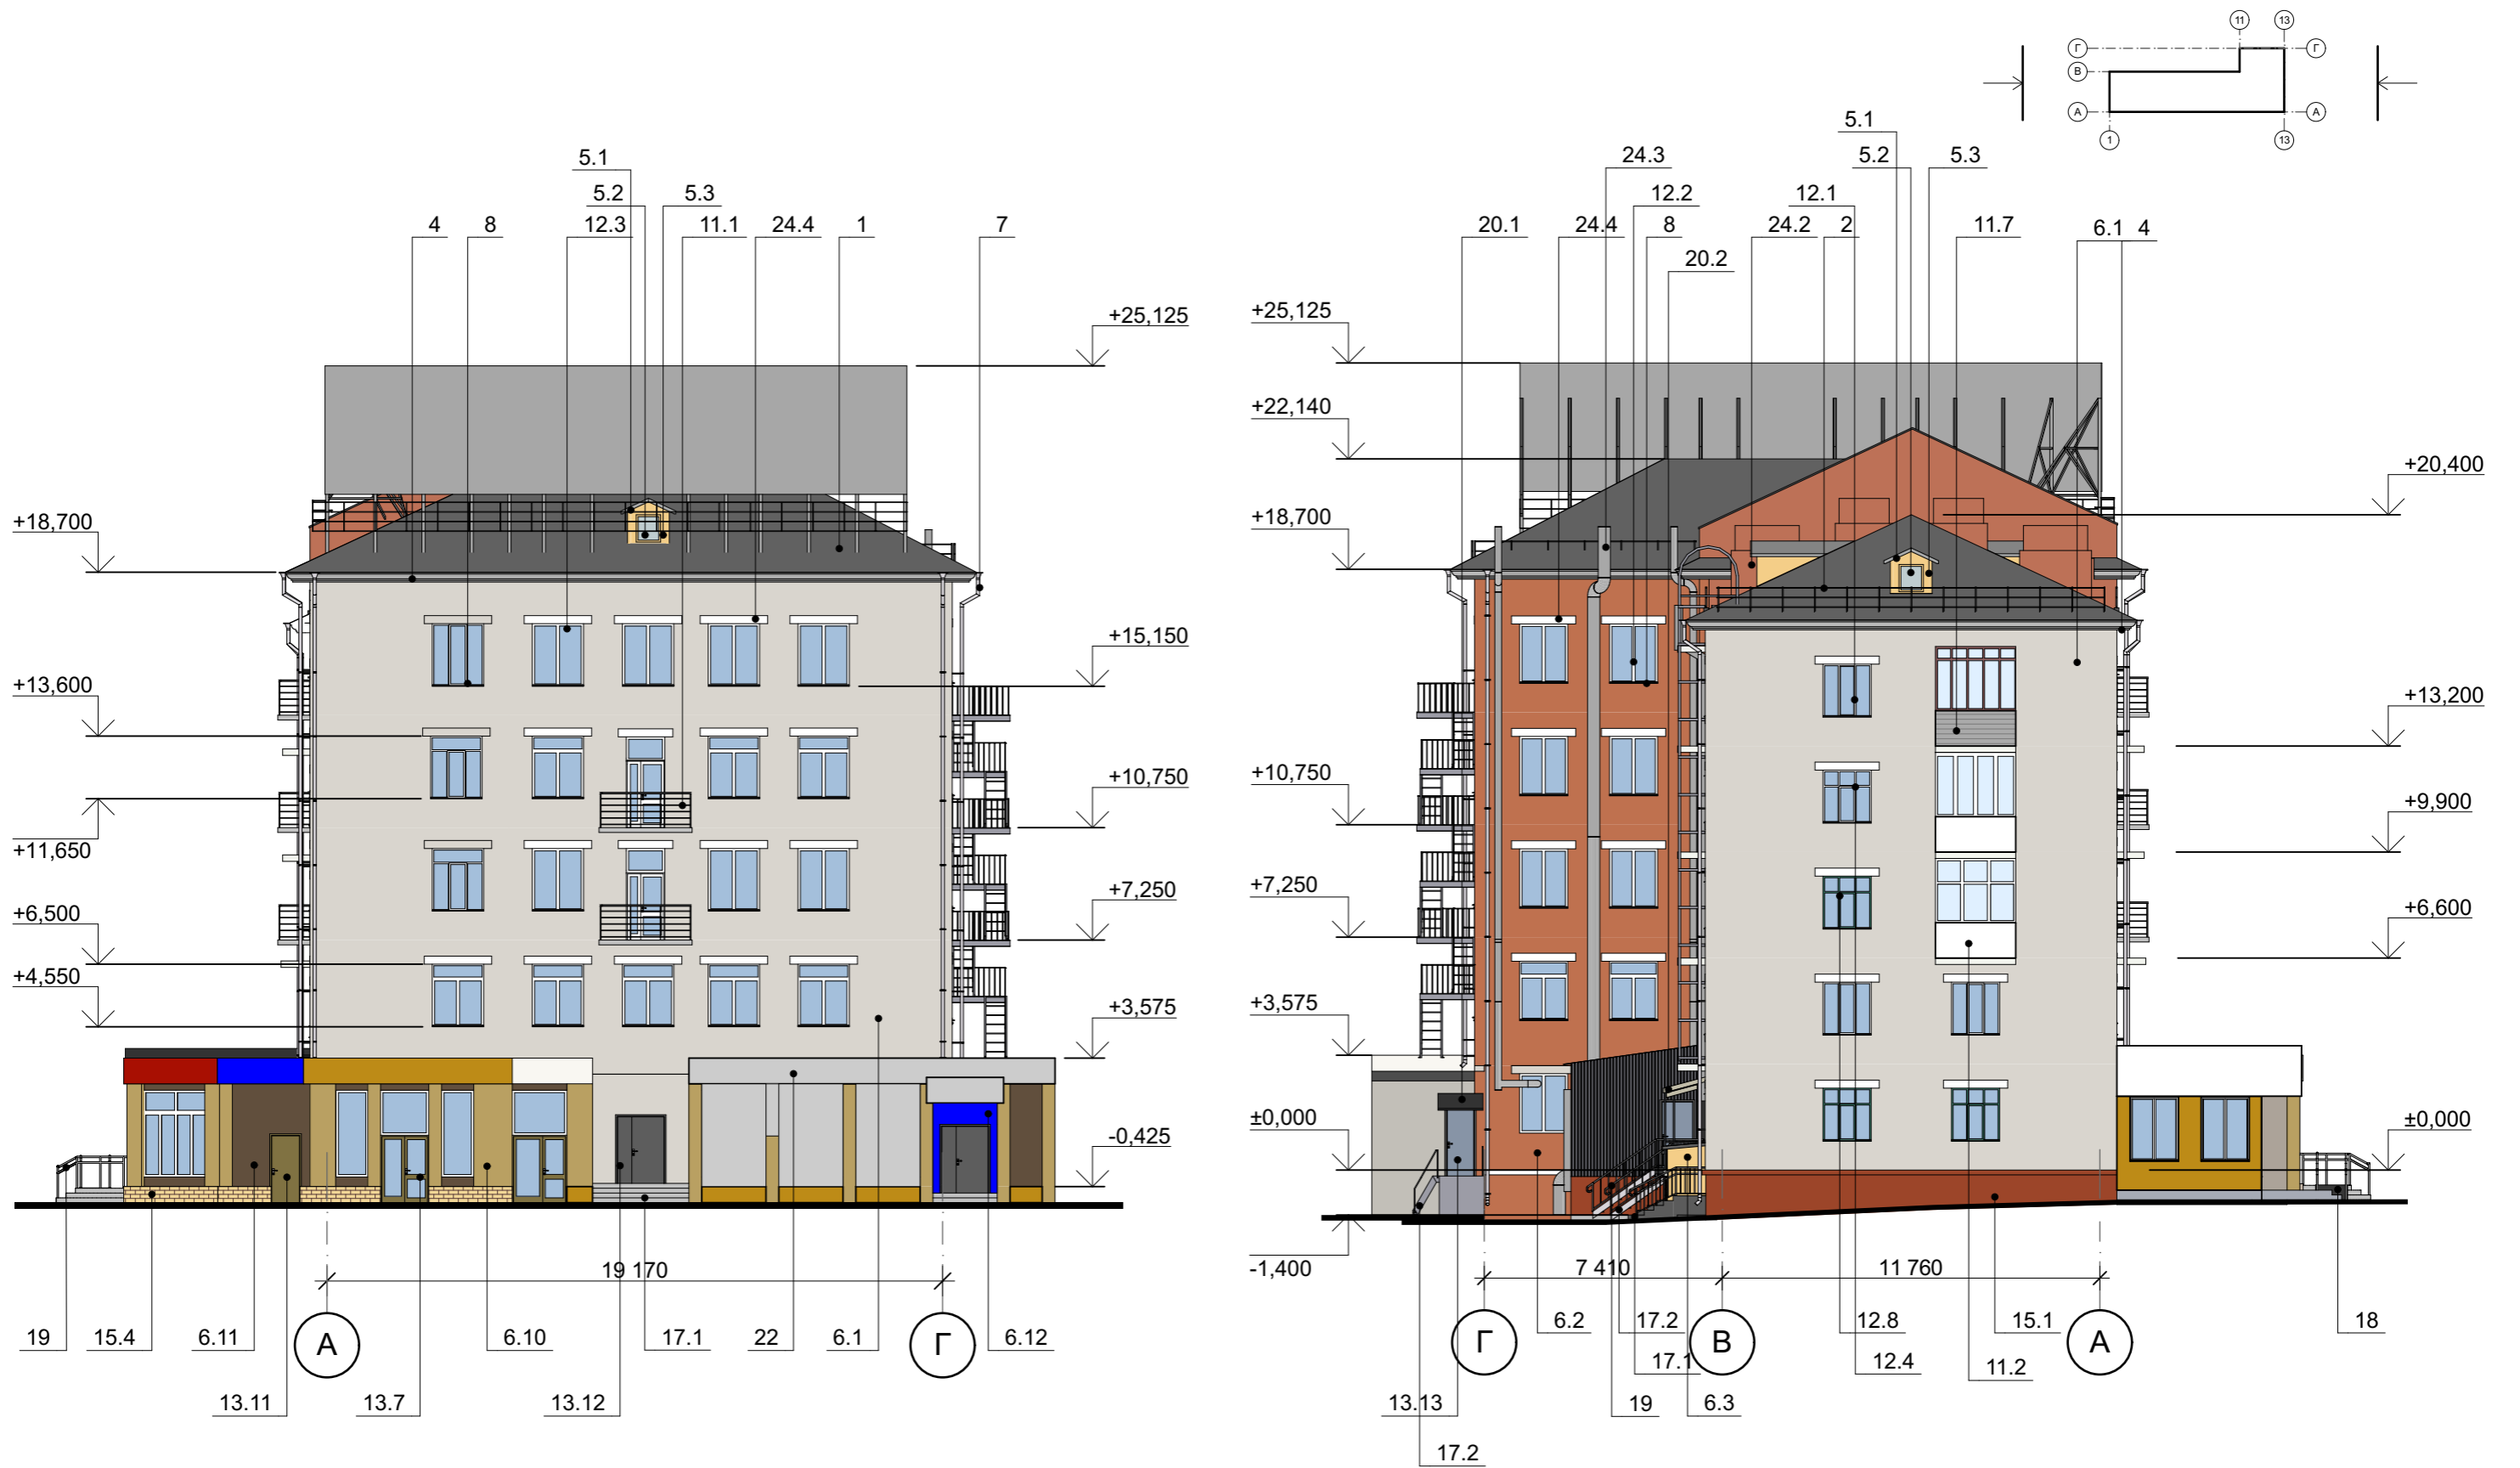 11 13
Г Г
В
А А
1 13
5.1
5.2 5.3
4 8 12.3 11.1 24.4 1 7
+25,125
+18,700
+15,150
+13,600
+11,650
+10,750
+7,250
+6,500
+4,550
+3,575
-0,425
19 170
19 15.4 6.11 А 6.10 17.1 22 6.1 Г 6.12
13.11 13.7 13.12
5.1
24.3 5.2 5.3
12.2 12.1
20.1 24.4 8 24.2 2 11.7 6.1 4
20.2
+25,125
+22,140
+20,400
+18,700
+13,200
+10,750
+9,900
+7,250
+6,600
+3,575
±0,000 ±0,000
-1,400
7 410 11 760
Г 6.2 17.2 В 12.8 15.1 А 18
17.1 12.4 11.2
13.13 19 6.3
17.2